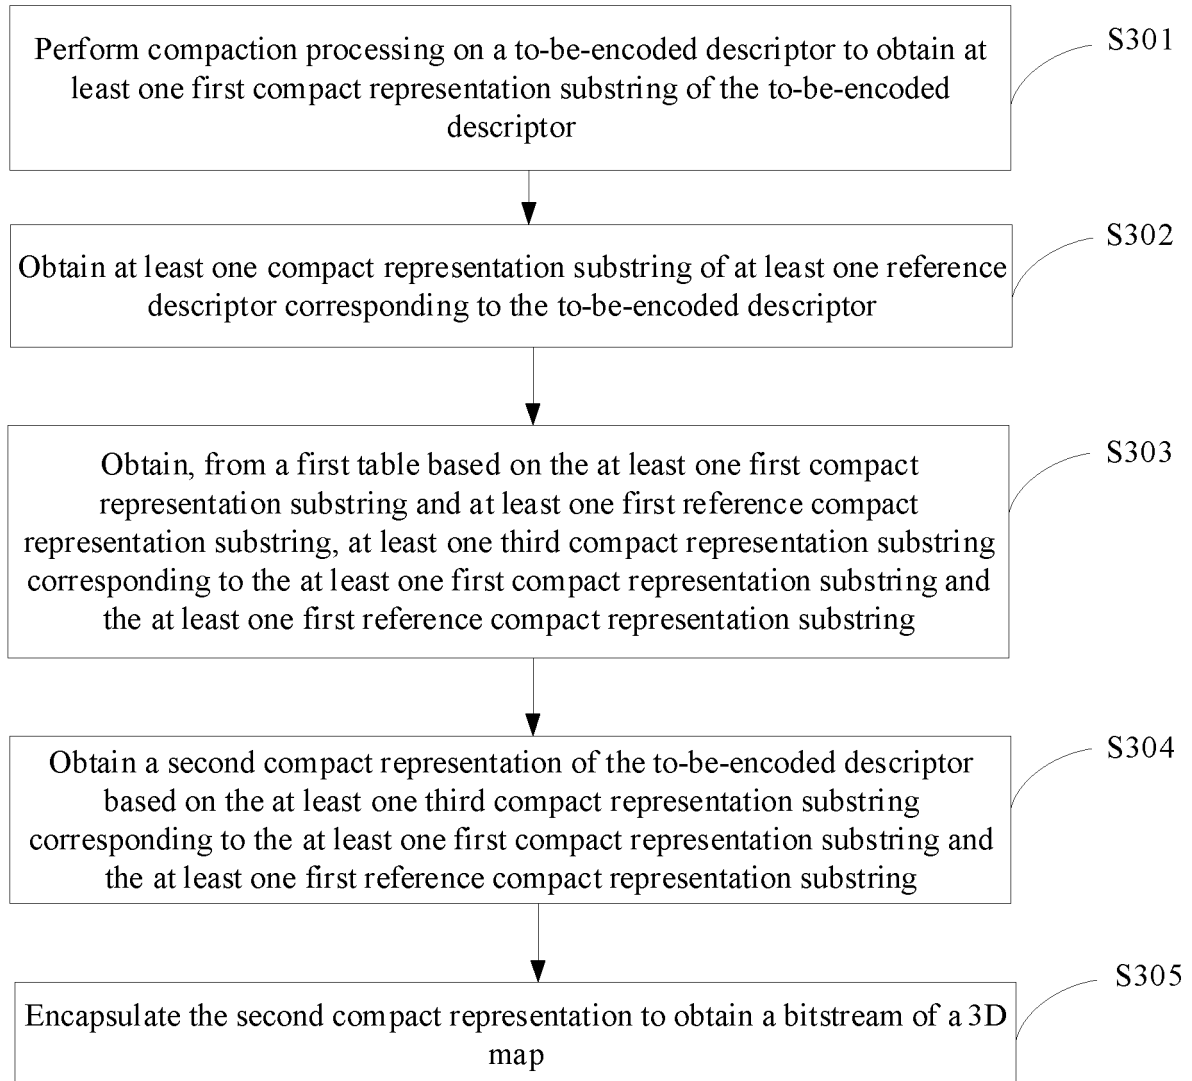 Perform compaction processing on a to-be-encoded descriptor to obtain at
least one first compact representation substring of the to-be-encoded
descriptor
S301
Obtain at least one compact representation substring of at least one reference
descriptor corresponding to the to-be-encoded descriptor
S302
Obtain, from a first table based on the at least one first compact
representation substring and at least one first reference compact
representation substring, at least one third compact representation substring
corresponding to the at least one first compact representation substring and
the at least one first reference compact representation substring
S303
Obtain a second compact representation of the to-be-encoded descriptor
based on the at least one third compact representation substring
corresponding to the at least one first compact representation substring and
the at least one first reference compact representation substring
S304
Encapsulate the second compact representation to obtain a bitstream of a 3D
map
S305